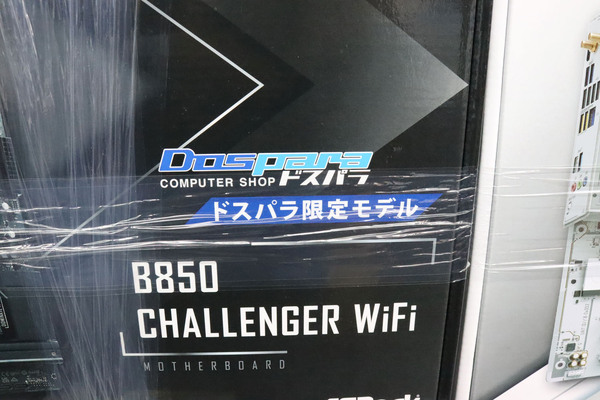 Dospara
COMPUTER SHOP ドスパラ
ドスパラ限定モデル
B850
CHALLENGER WiFi
MOTHERBOARD